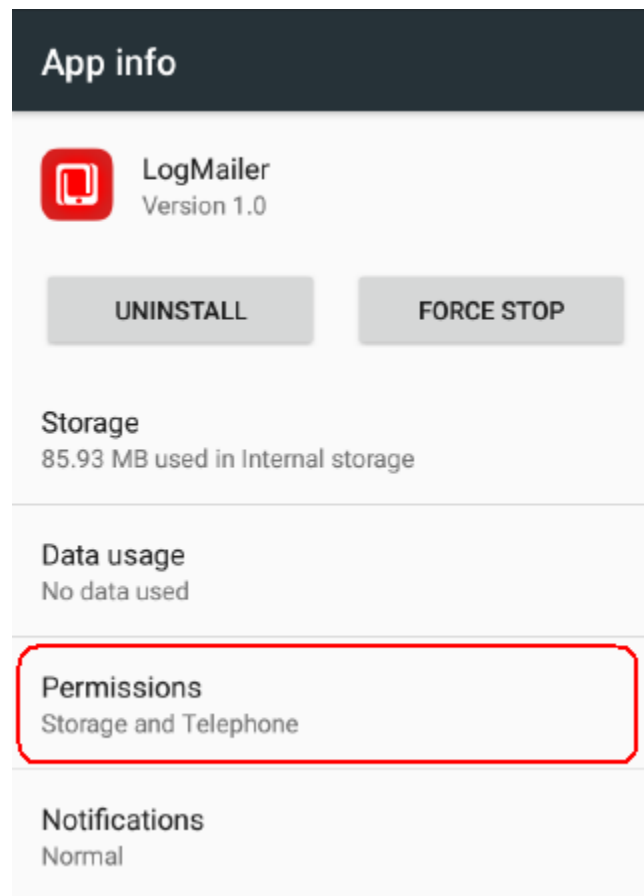 App info
LogMailer
Version 1.0
UNINSTALL
FORCE STOP
Storage
85.93 MB used in Internal storage
Data usage
No data used
Permissions
Storage and Telephone
Notifications
Normal